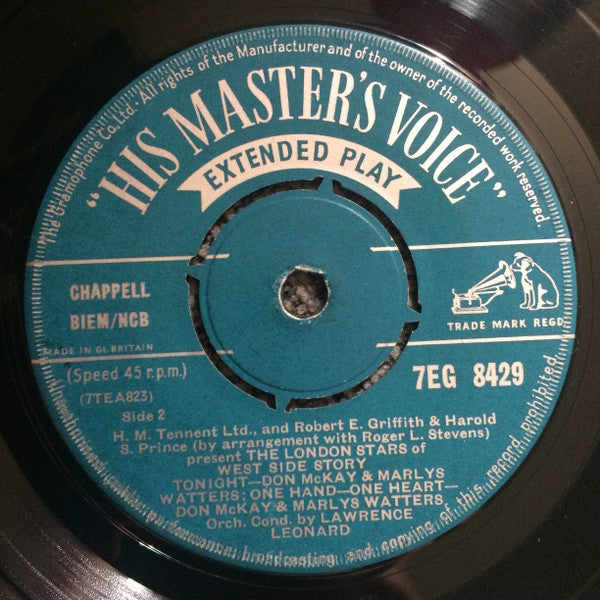 The Gramophone Co. Ltd. All rights of the Manufacturer and of the owner of the recorded work reserved.
"HIS MASTER'S VOICE"
EXTENDED PLAY
CHAPPELL
BIEM/NCB
TRADE MARK REGD
MADE IN Gt. BRITAIN
(Speed 45 r.p.m.)
7EG 8429
(7TEA823)
Side 2
H. M. Tennent Ltd., and Robert E. Griffith & Harold
S. Prince (by arrangement with Roger L. Stevens)
present THE LONDON STARS of
WEST SIDE STORY
TONIGHT—DON McKAY & MARLYS
WATTERS; ONE HAND—ONE HEART—
DON McKAY & MARLYS WATTERS,
Orch. Cond. by LAWRENCE
LEONARD
public performance, broadcasting and copying of this record prohibited